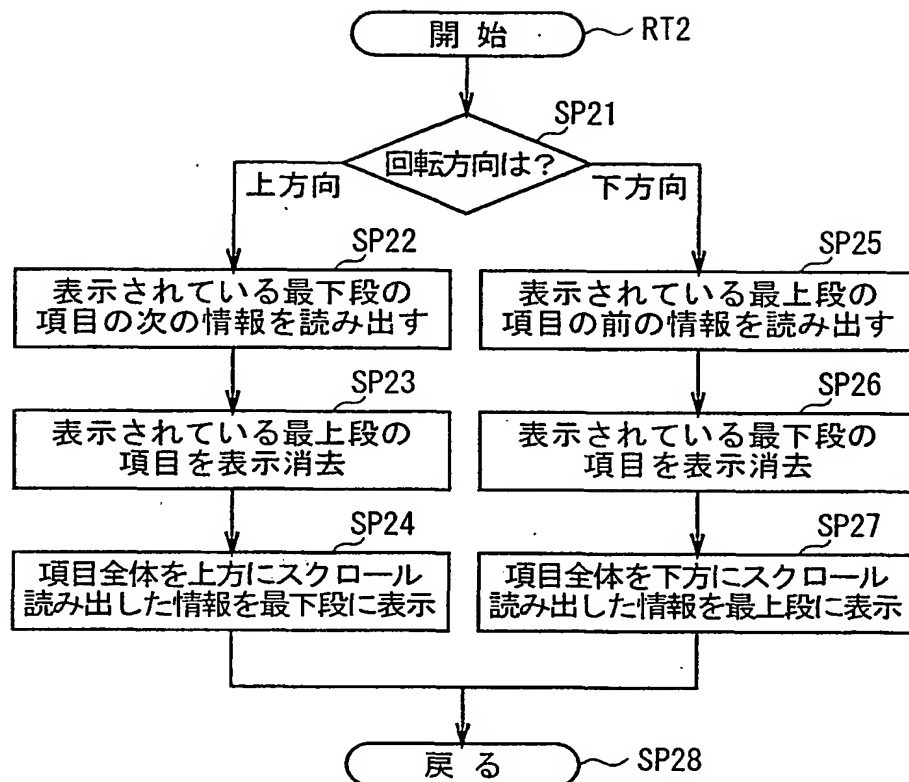 開始
RT2
SP21
回転方向は?
上方向
下方向
SP22
表示されている最下段の
項目の次の情報を読み出す
SP23
表示されている最上段の
項目を表示消去
SP24
項目全体を上方にスクロール
読み出した情報を最下段に表示
SP25
表示されている最上段の
項目の前の情報を読み出す
SP26
表示されている最下段の
項目を表示消去
SP27
項目全体を下方にスクロール
読み出した情報を最上段に表示
戻る
SP28